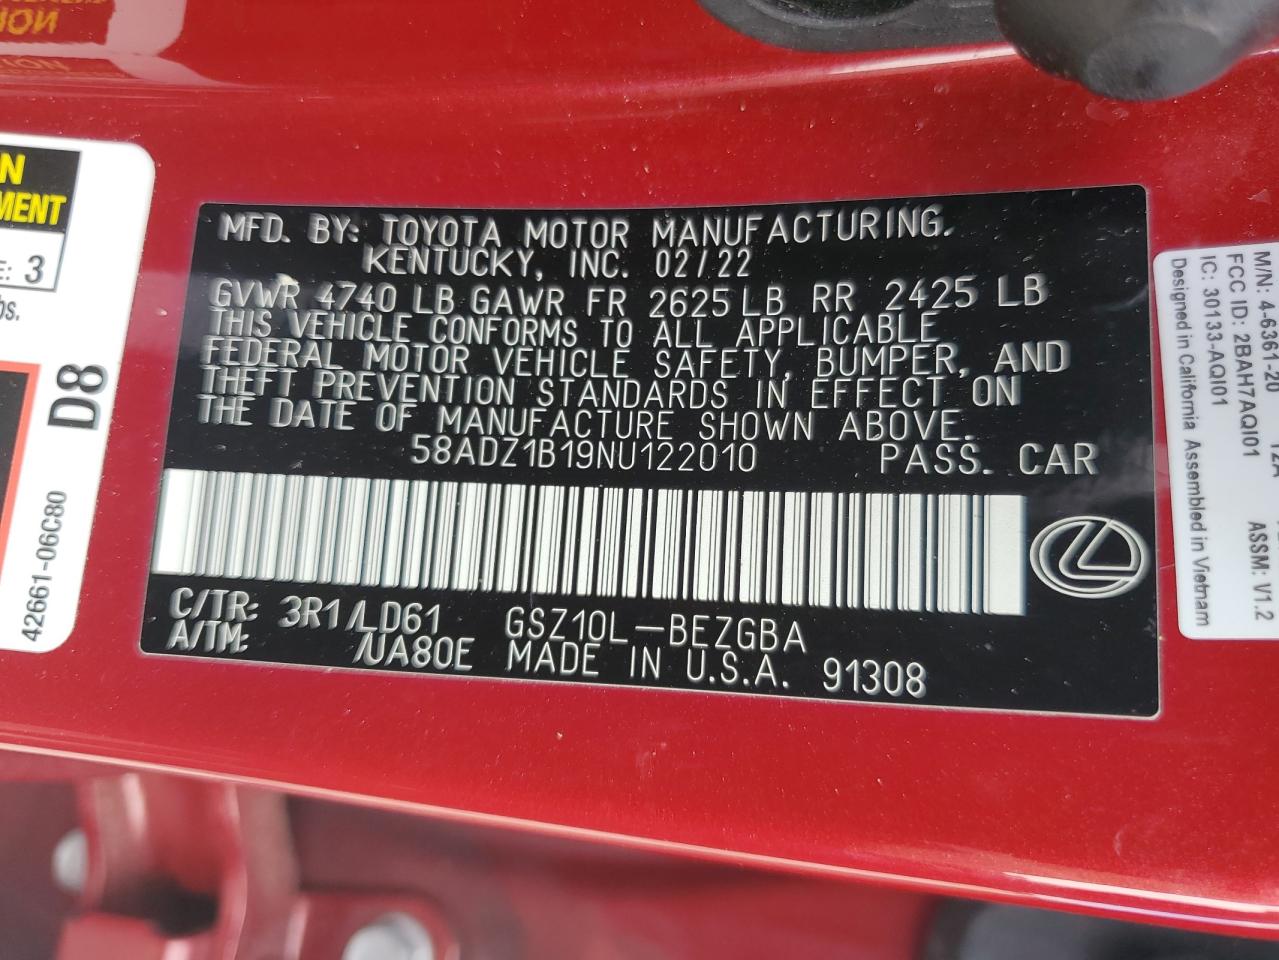 MFD. BY: TOYOTA MOTOR MANUFACTURING.
KENTUCKY, INC. 02/22
GVWR 4740 LB GAWR FR 2625 LB RR 2425 LB
THIS VEHICLE CONFORMS TO ALL APPLICABLE
FEDERAL MOTOR VEHICLE SAFETY, BUMPER, AND
THEFT PREVENTION STANDARDS IN EFFECT ON
THE DATE OF MANUFACTURE SHOWN ABOVE.
58ADZ1B19NU122010 PASS. CAR
C/TR: 3R1/LD61 GSZ10L-BEZGBA
A/TM: /UA80E MADE IN U.S.A. 91308
N
MENT
E: 3
bs.
D8
42661-06C80
M/N: 4-6361-20
FCC ID: 2BAH7AQI01
IC: 30133-AQI01
Designed in California Assembled in Vietnam
ASSM: V1.2